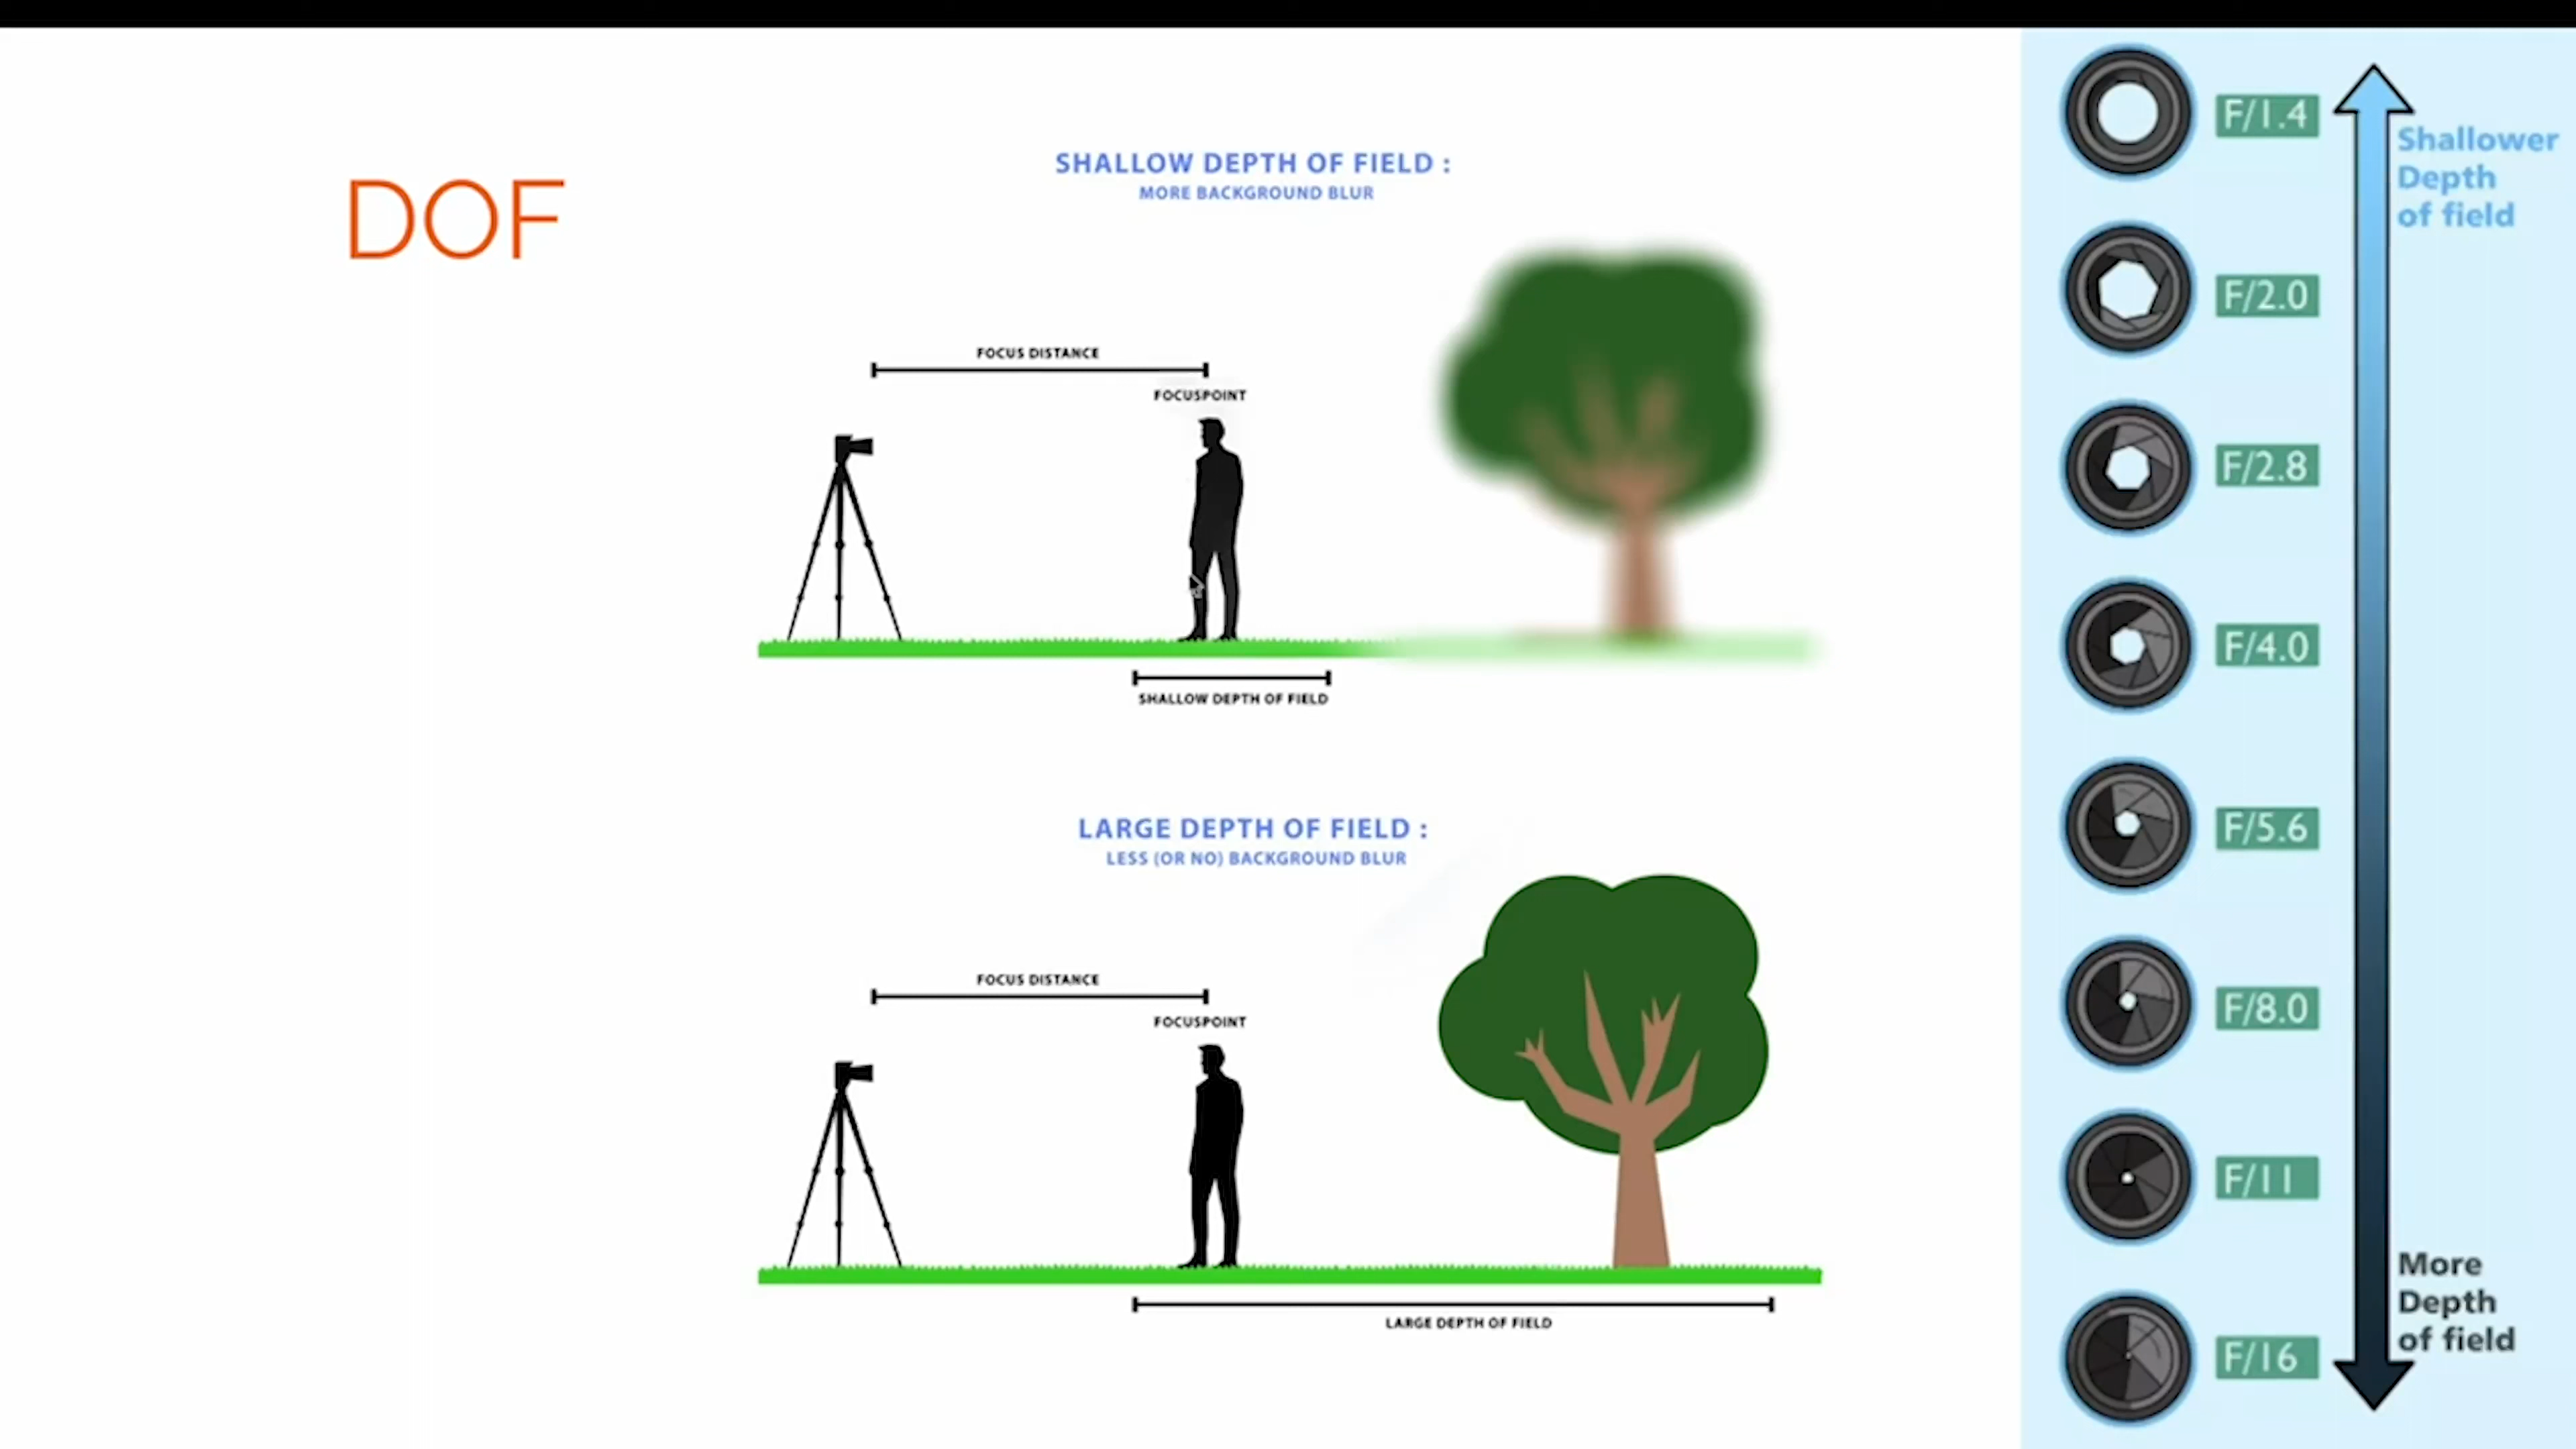 DOF
SHALLOW DEPTH OF FIELD :
MORE BACKGROUND BLUR
FOCUS DISTANCE
FOCUSPOINT
SHALLOW DEPTH OF FIELD
LARGE DEPTH OF FIELD :
LESS (OR NO) BACKGROUND BLUR
FOCUS DISTANCE
FOCUSPOINT
LARGE DEPTH OF FIELD
F/1.4
F/2.0
F/2.8
F/4.0
F/5.6
F/8.0
F/11
F/16
Shallower
Depth
of field
More
Depth
of field